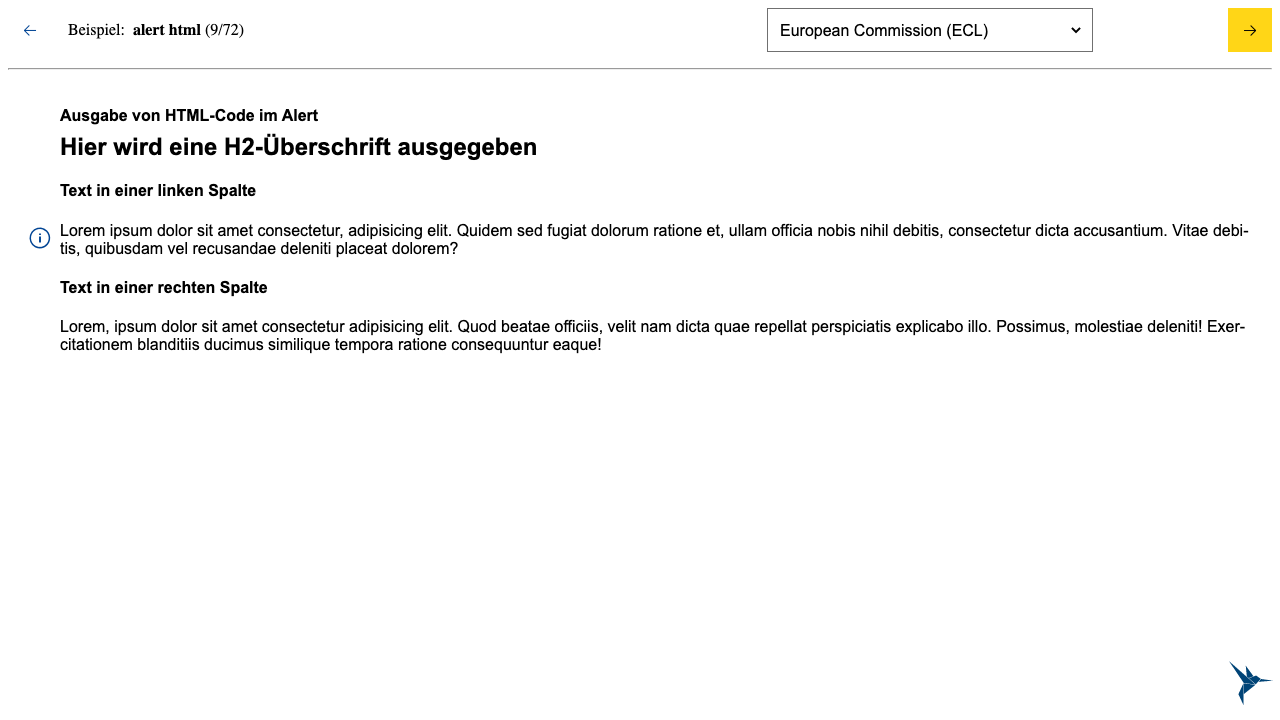 Beispiel: alert html (9/72)
European Commission (ECL)
Ausgabe von HTML-Code im Alert
Hier wird eine H2-Überschrift ausgegeben
Text in einer linken Spalte
Lorem ipsum dolor sit amet consectetur, adipisicing elit. Quidem sed fugiat dolorum ratione et, ullam officia nobis nihil debitis, consectetur dicta accusantium. Vitae debi-
tis, quibusdam vel recusandae deleniti placeat dolorem?
Text in einer rechten Spalte
Lorem, ipsum dolor sit amet consectetur adipisicing elit. Quod beatae officiis, velit nam dicta quae repellat perspiciatis explicabo illo. Possimus, molestiae deleniti! Exer-
citationem blanditiis ducimus similique tempora ratione consequuntur eaque!